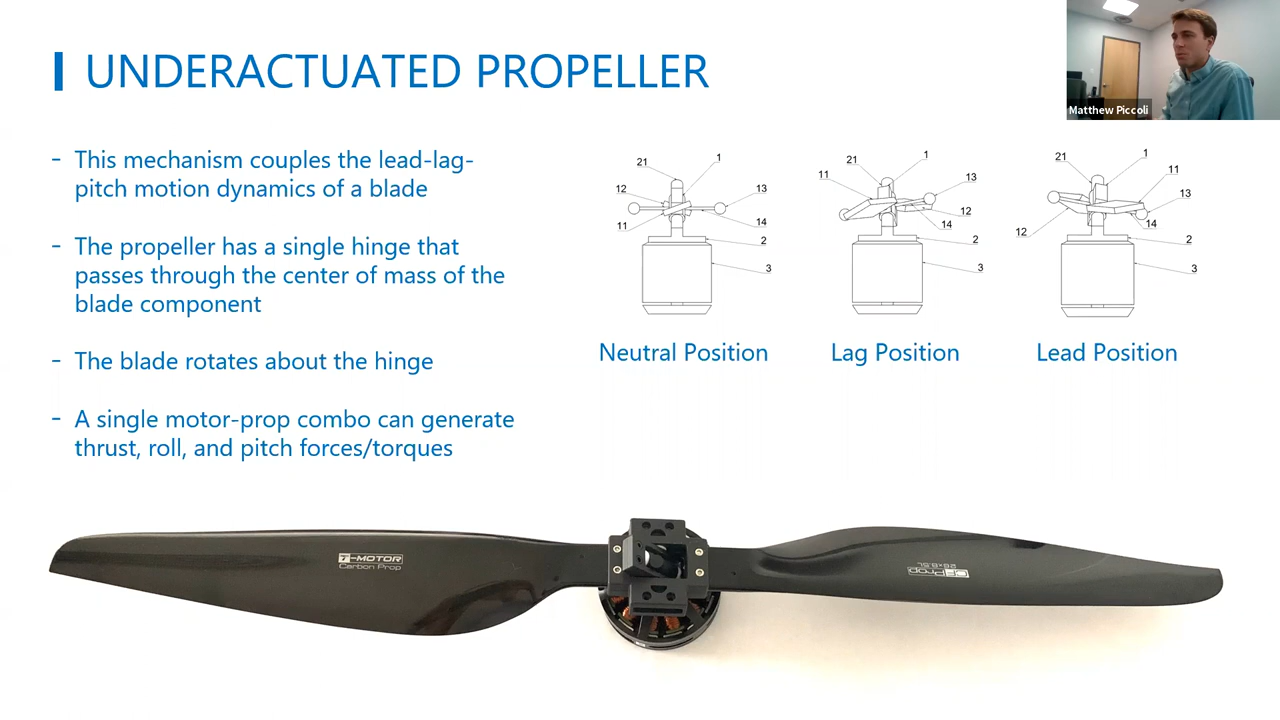 UNDERACTUATED PROPELLER
Matthew Piccoli
- This mechanism couples the lead-lag-
pitch motion dynamics of a blade
- The propeller has a single hinge that
passes through the center of mass of the
blade component
- The blade rotates about the hinge
- A single motor-prop combo can generate
thrust, roll, and pitch forces/torques
21
1
12
13
11
14
2
3
Neutral Position
21
1
11
13
12
14
2
3
Lag Position
21
1
11
13
14
12
2
3
Lead Position
T-MOTOR
Carbon Prop
CF Prop
26x8.5L